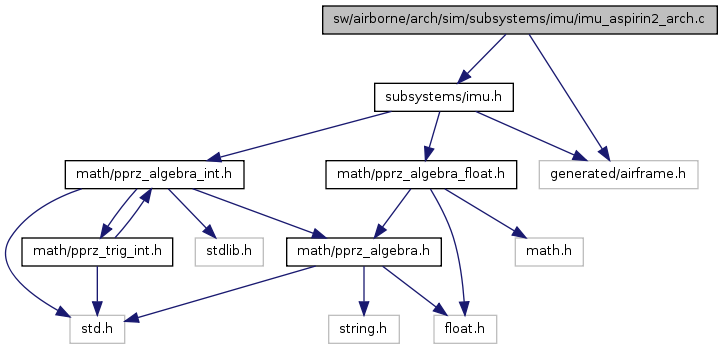 sw/airborne/arch/sim/subsystems/imu/imu_aspirin2_arch.c
subsystems/imu.h
math/pprz_algebra_int.h
math/pprz_algebra_float.h
generated/airframe.h
math/pprz_trig_int.h
stdlib.h
math/pprz_algebra.h
math.h
std.h
string.h
float.h